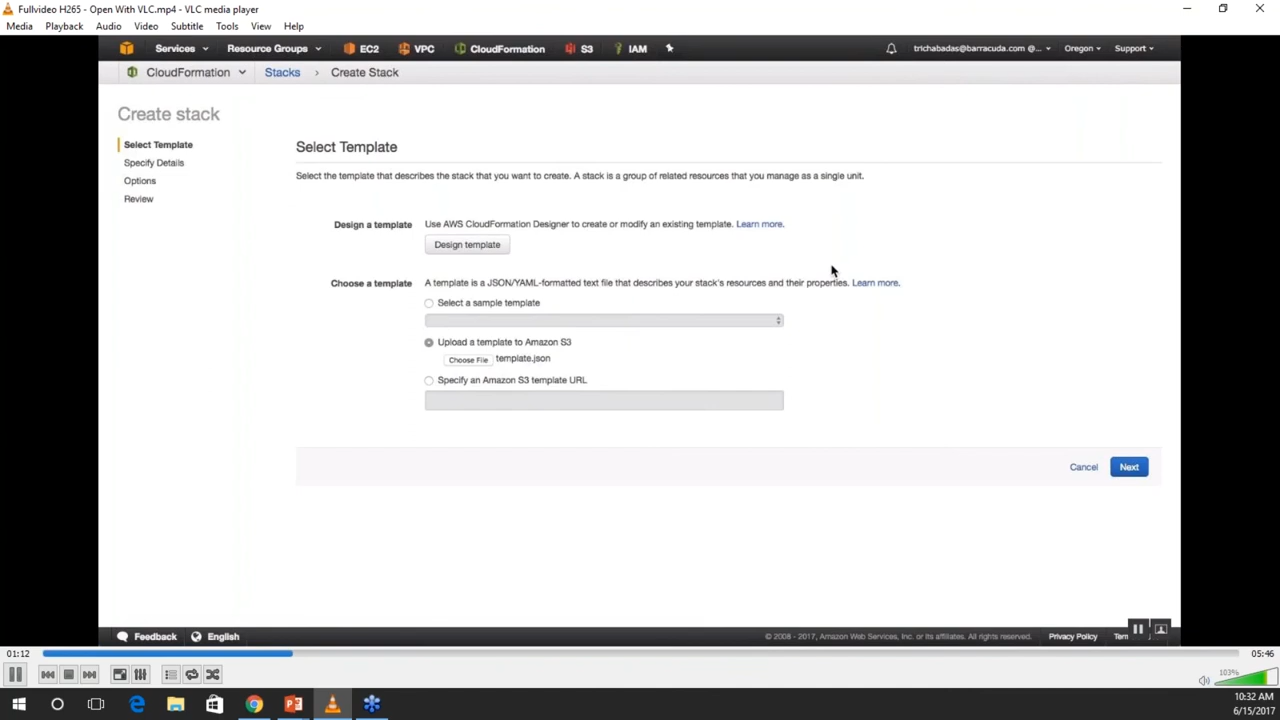 Fullvideo H265 - Open With VLC.mp4 - VLC media player
Media Playback Audio Video Subtitle Tools View Help
Services Resource Groups EC2 VPC CloudFormation S3 IAM trichabadas@barracuda.com @... Oregon Support
CloudFormation Stacks › Create Stack
Create stack
Select Template
Specify Details
Options
Review
Select Template
Select the template that describes the stack that you want to create. A stack is a group of related resources that you manage as a single unit.
Design a template Use AWS CloudFormation Designer to create or modify an existing template. Learn more.
Design template
Choose a template A template is a JSON/YAML-formatted text file that describes your stack's resources and their properties. Learn more.
Select a sample template
Upload a template to Amazon S3
Choose File template.json
Specify an Amazon S3 template URL
Cancel Next
Feedback English © 2008 - 2017, Amazon Web Services, Inc. or its affiliates. All rights reserved. Privacy Policy
01:12 05:46
103%
10:32 AM
6/15/2017